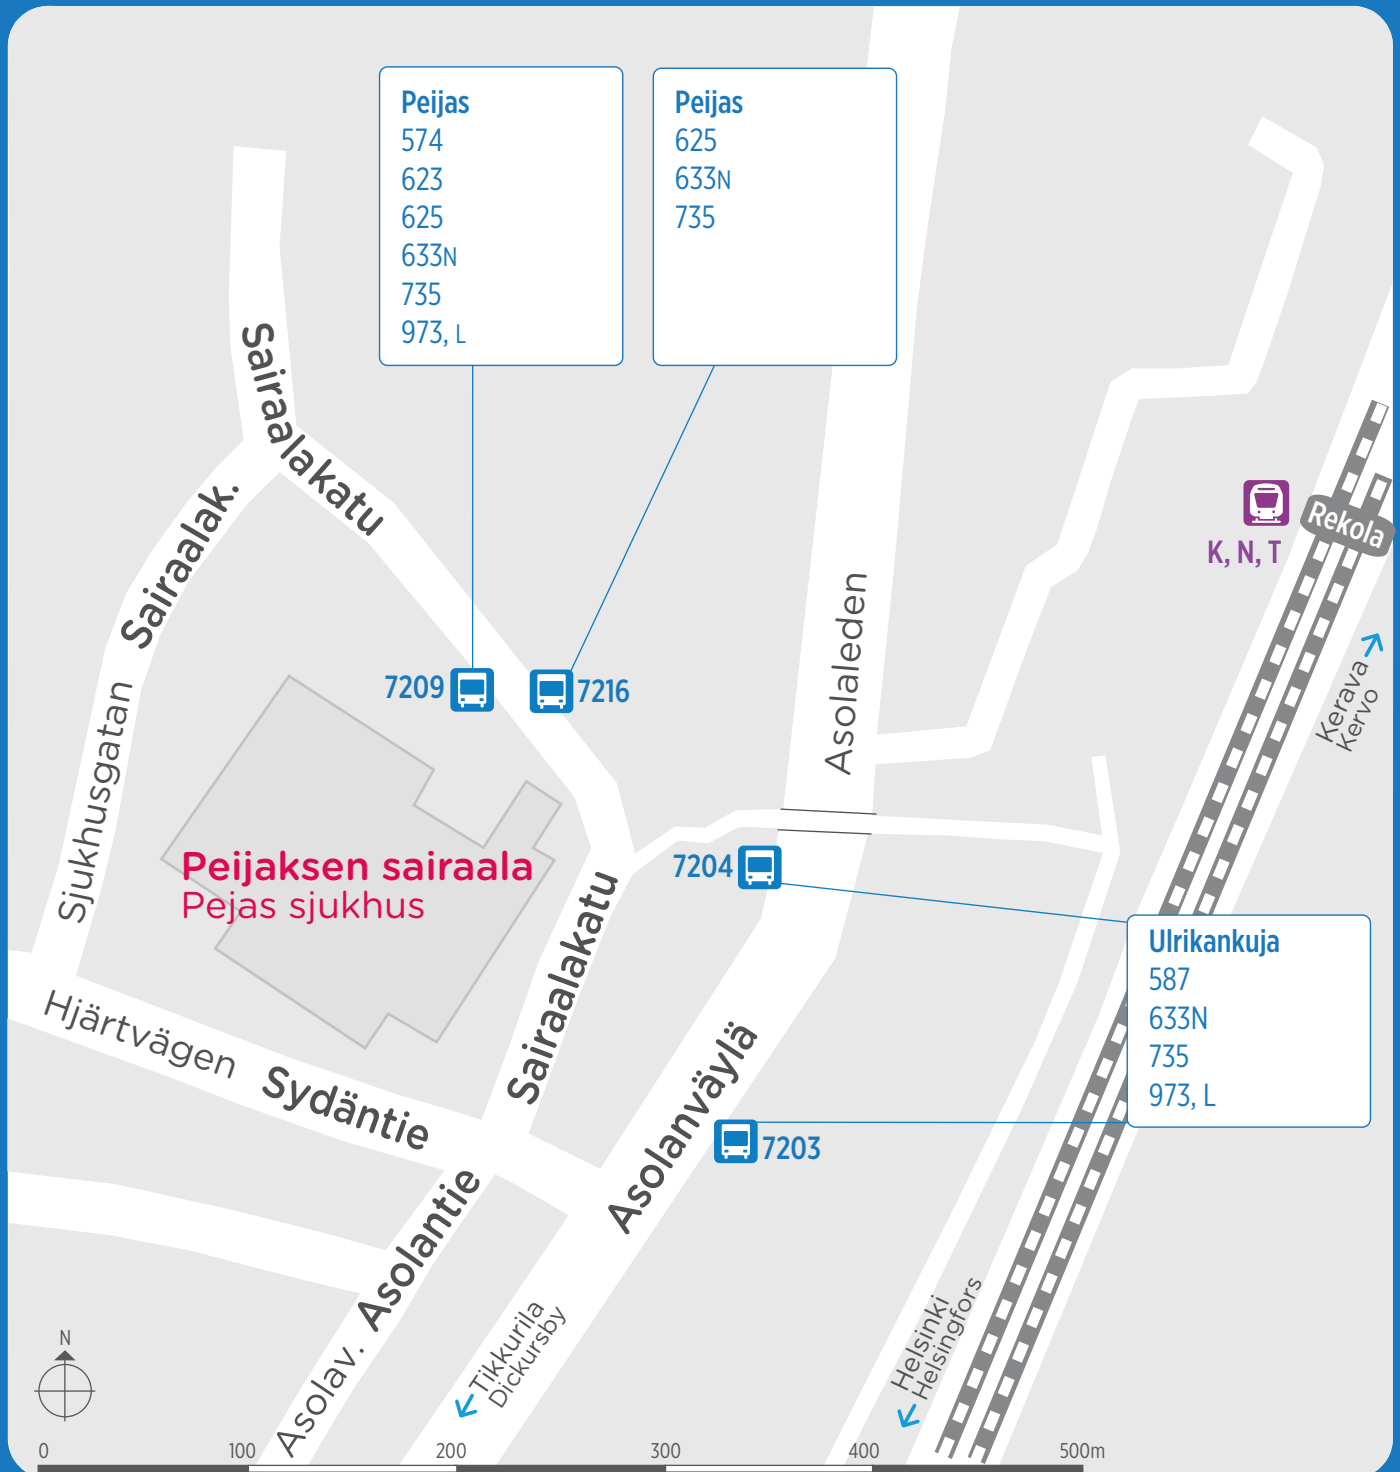 Peijas
574
623
625
633N
735
973, L
Peijas
625
633N
735
Sairaalakatu
Sairaalak.
Sjukhusgatan
K, N, T
Rekola
Asolaleden
Kerava
Kervo
7209
7216
Peijaksen sairaala
Pejas sjukhus
7204
Sairaalakatu
Ulrikankuja
587
633N
735
973, L
Hjärtvägen Sydäntie
Asolanväylä
7203
Asolav. Asolantie
Tikkurila
Dickursby
Helsinki
Helsingfors
N
0 100 200 300 400 500m